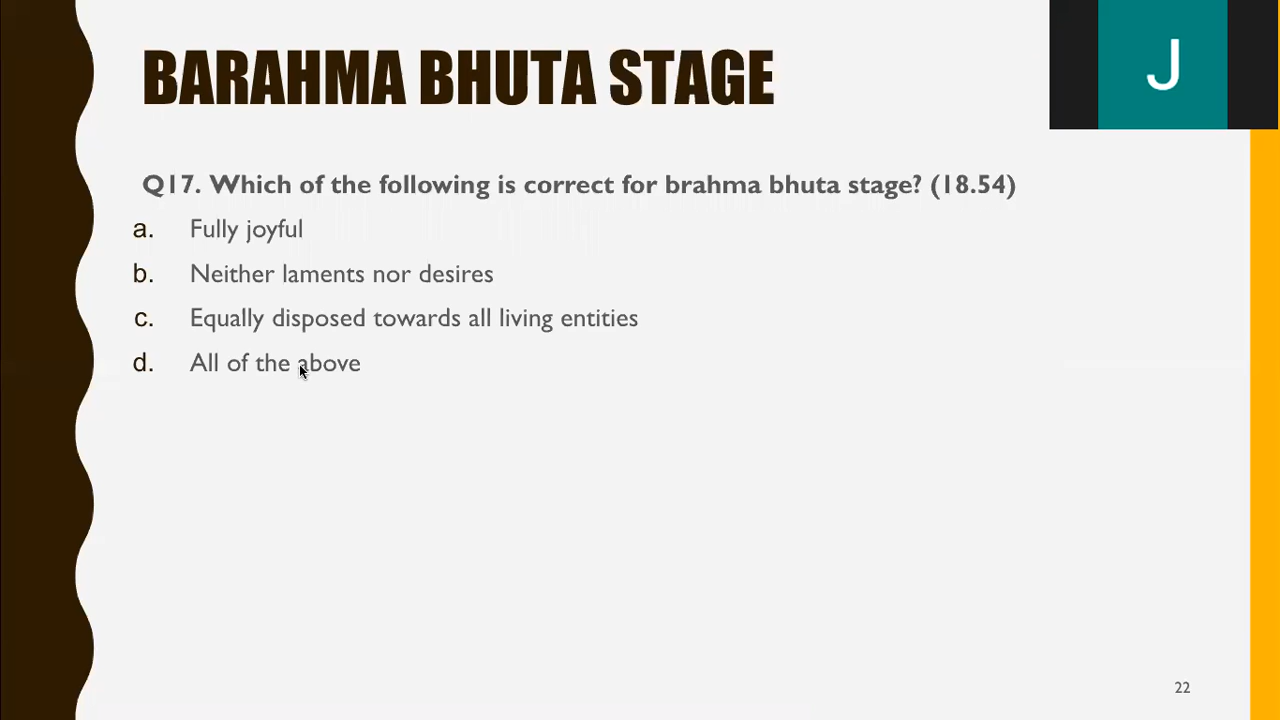 BARAHMA BHUTA STAGE
J
Q17. Which of the following is correct for brahma bhuta stage? (18.54)
a. Fully joyful
b. Neither laments nor desires
c. Equally disposed towards all living entities
d. All of the above
22